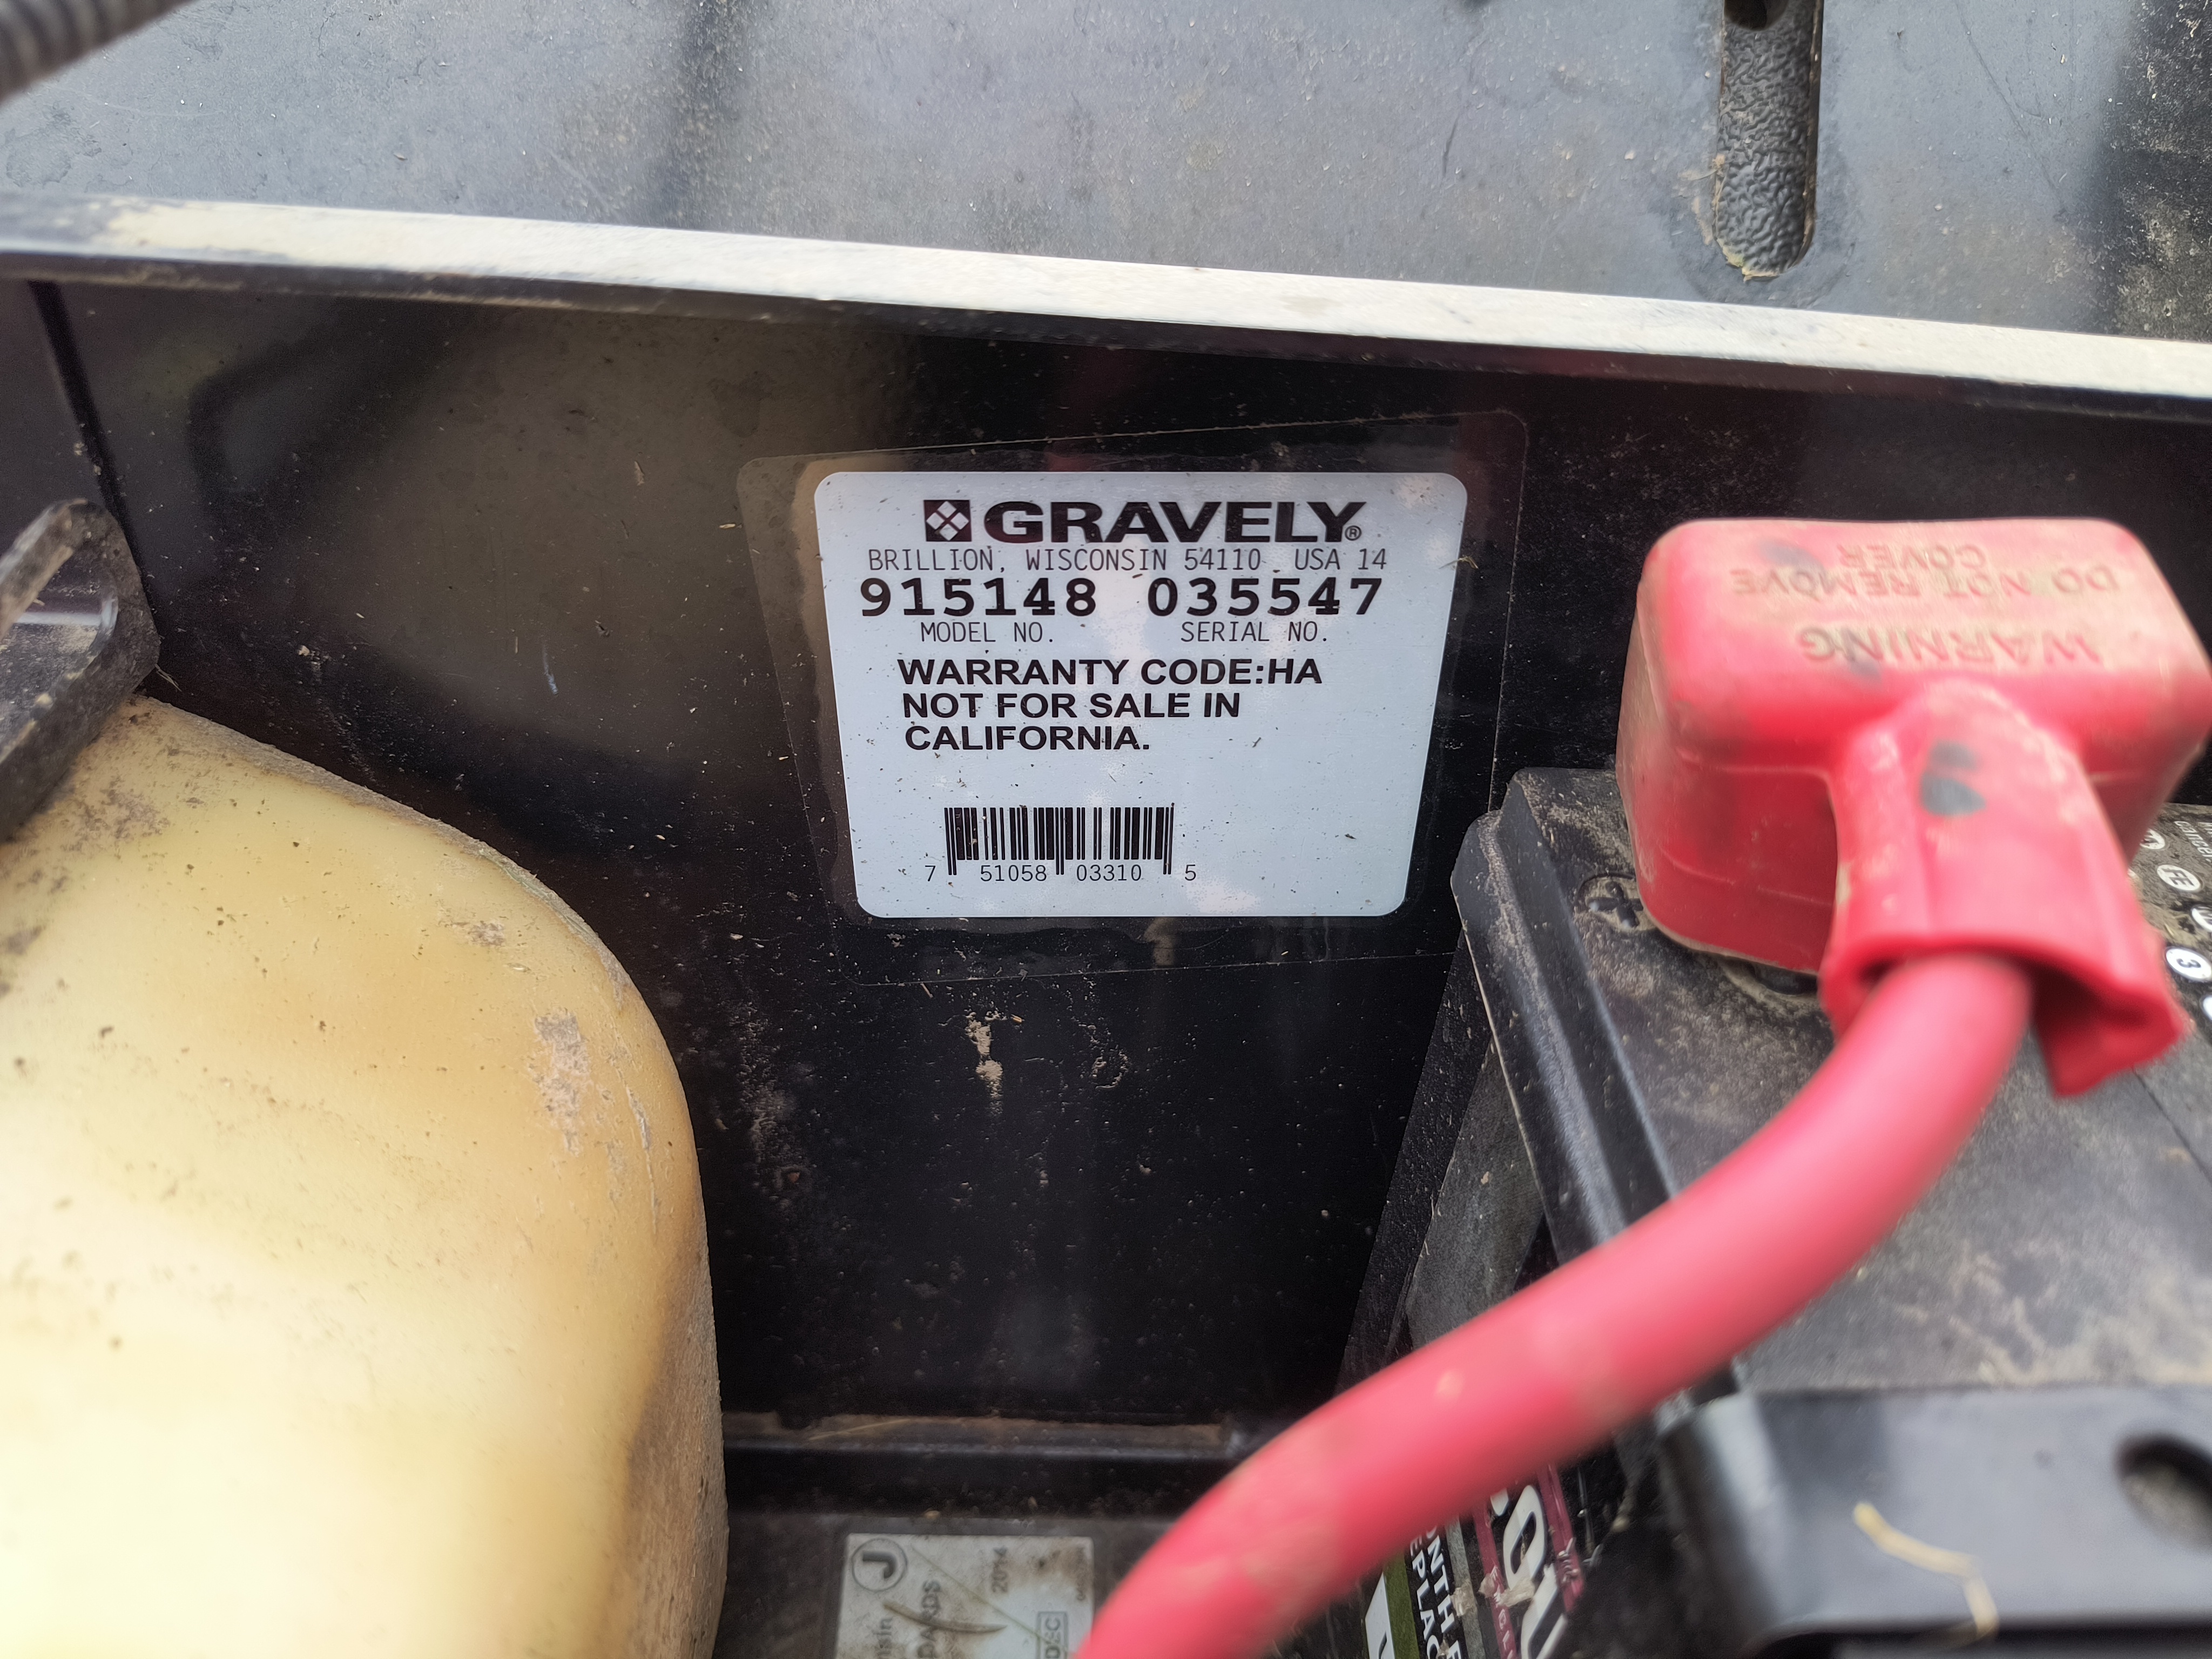 GRAVELY®
BRILLION, WISCONSIN 54110 USA 14
915148 035547
MODEL NO. SERIAL NO.
WARRANTY CODE:HA
NOT FOR SALE IN
CALIFORNIA.
7 51058 03310 5
WARNING
DO NOT REMOVE
COVER
J
2014